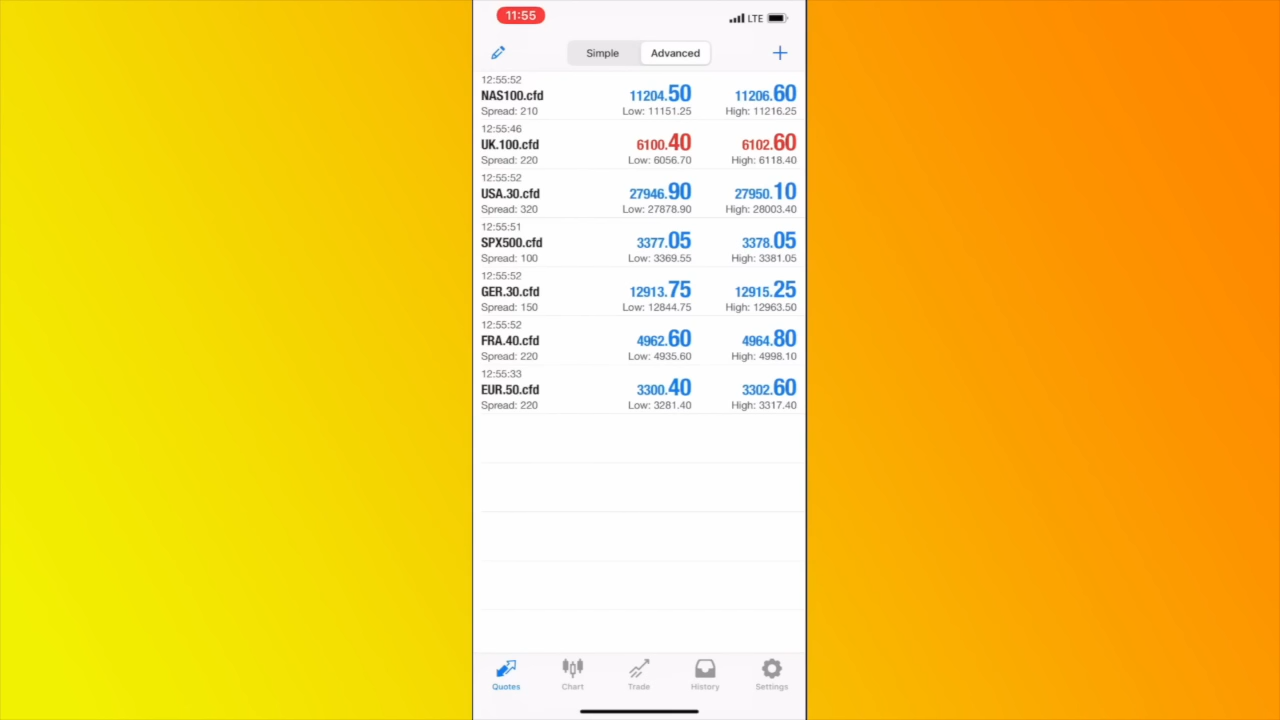 11:55 LTE
Simple Advanced
12:55:52
NAS100.cfd 11204.50 11206.60
Spread: 210 Low: 11151.25 High: 11216.25
12:55:46
UK.100.cfd 6100.40 6102.60
Spread: 220 Low: 6056.70 High: 6118.40
12:55:52
USA.30.cfd 27946.90 27950.10
Spread: 320 Low: 27878.90 High: 28003.40
12:55:51
SPX500.cfd 3377.05 3378.05
Spread: 100 Low: 3369.55 High: 3381.05
12:55:52
GER.30.cfd 12913.75 12915.25
Spread: 150 Low: 12844.75 High: 12963.50
12:55:52
FRA.40.cfd 4962.60 4964.80
Spread: 220 Low: 4935.60 High: 4998.10
12:55:33
EUR.50.cfd 3300.40 3302.60
Spread: 220 Low: 3281.40 High: 3317.40
Quotes Chart Trade History Settings